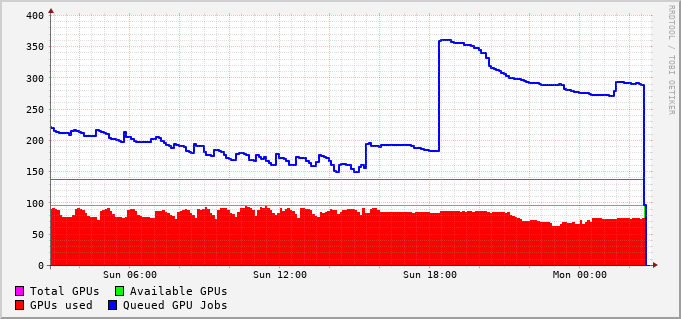 400
350
300
250
200
150
100
50
0
Sun 06:00 Sun 12:00 Sun 18:00 Mon 00:00
Total GPUs Available GPUs
GPUs used Queued GPU Jobs
RRDTOOL / TOBI OETIKER